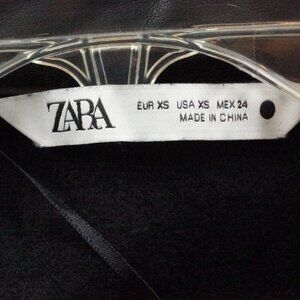 ZARA
EUR XS USA XS MEX 24
MADE IN CHINA